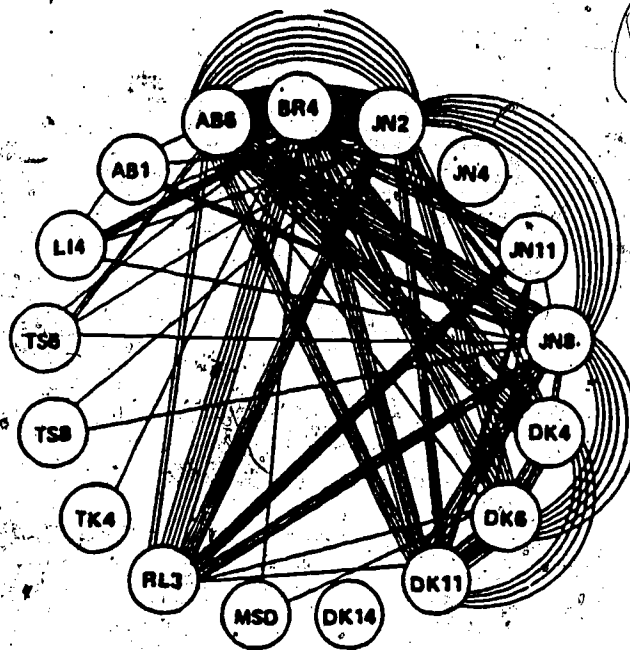 BR4
AB6
JN2
AB1
JN4
LI4
JN11
TS6
JN8
TS8
DK4
TK4
DK6
RL3
DK11
MSD
DK14